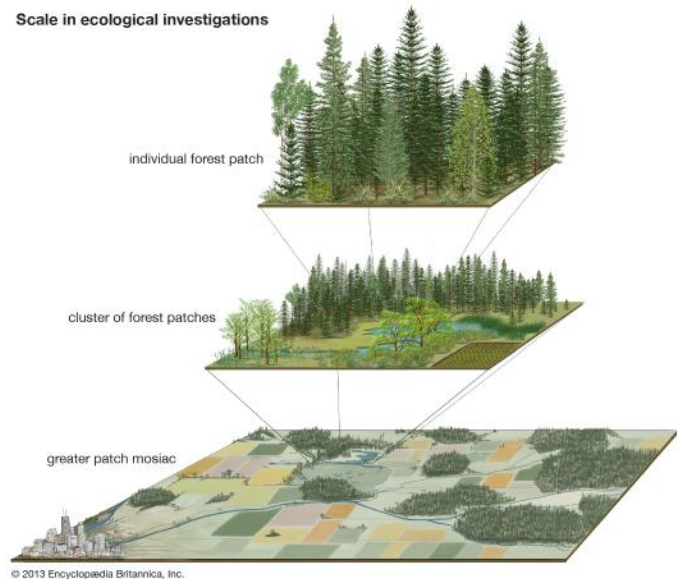 Scale in ecological investigations
individual forest patch
cluster of forest patches
greater patch mosiac
© 2013 Encyclopædia Britannica, Inc.